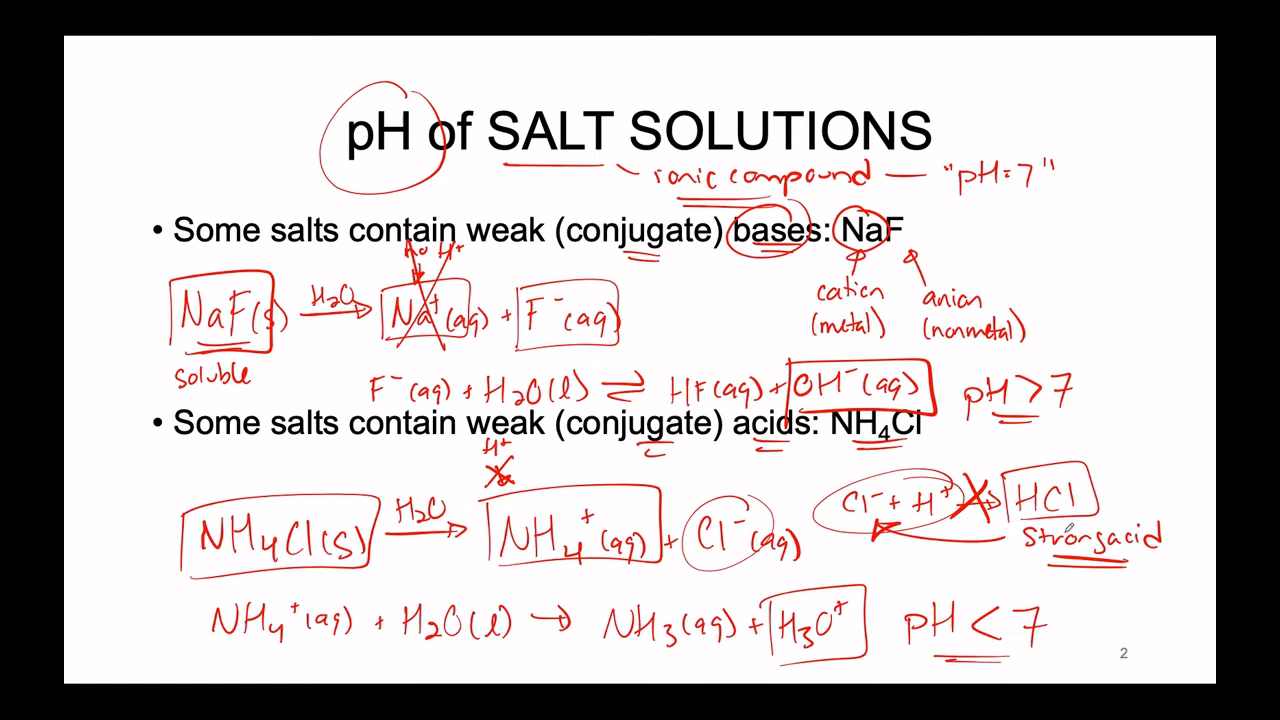 pH of SALT SOLUTIONS
ionic compound — "pH=7"
• Some salts contain weak (conjugate) bases: NaF
H⁺
NaF(s) H₂O → Na⁺(aq) + F⁻(aq)
soluble
cation (metal)
anion (nonmetal)
F⁻(aq) + H₂O(l) ⇌ HF(aq) + OH⁻(aq) pH > 7
• Some salts contain weak (conjugate) acids: NH₄Cl
H⁺
NH₄Cl(s) H₂O → NH₄⁺(aq) + Cl⁻(aq)
Cl⁻ + H⁺ → HCl
strong acid
NH₄⁺(aq) + H₂O(l) → NH₃(aq) + H₃O⁺ pH < 7
2